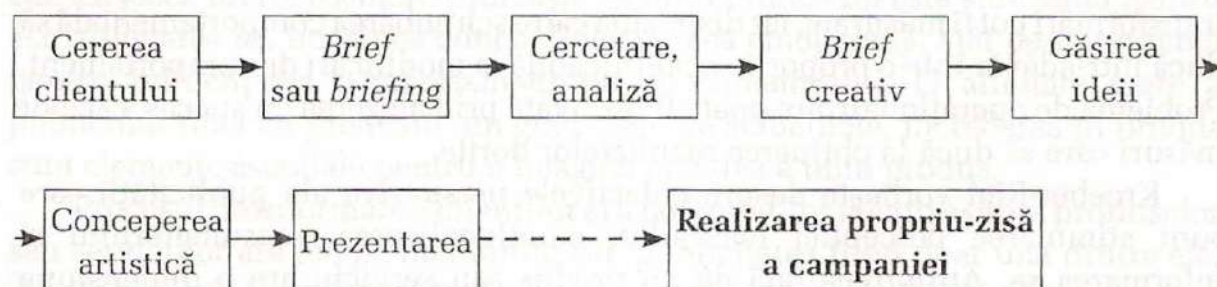 Cererea
clientului
Brief
sau briefing
Cercetare,
analiză
Brief
creativ
Găsirea
ideii
Conceperea
artistică
Prezentarea
Realizarea propriu-zisă
a campaniei